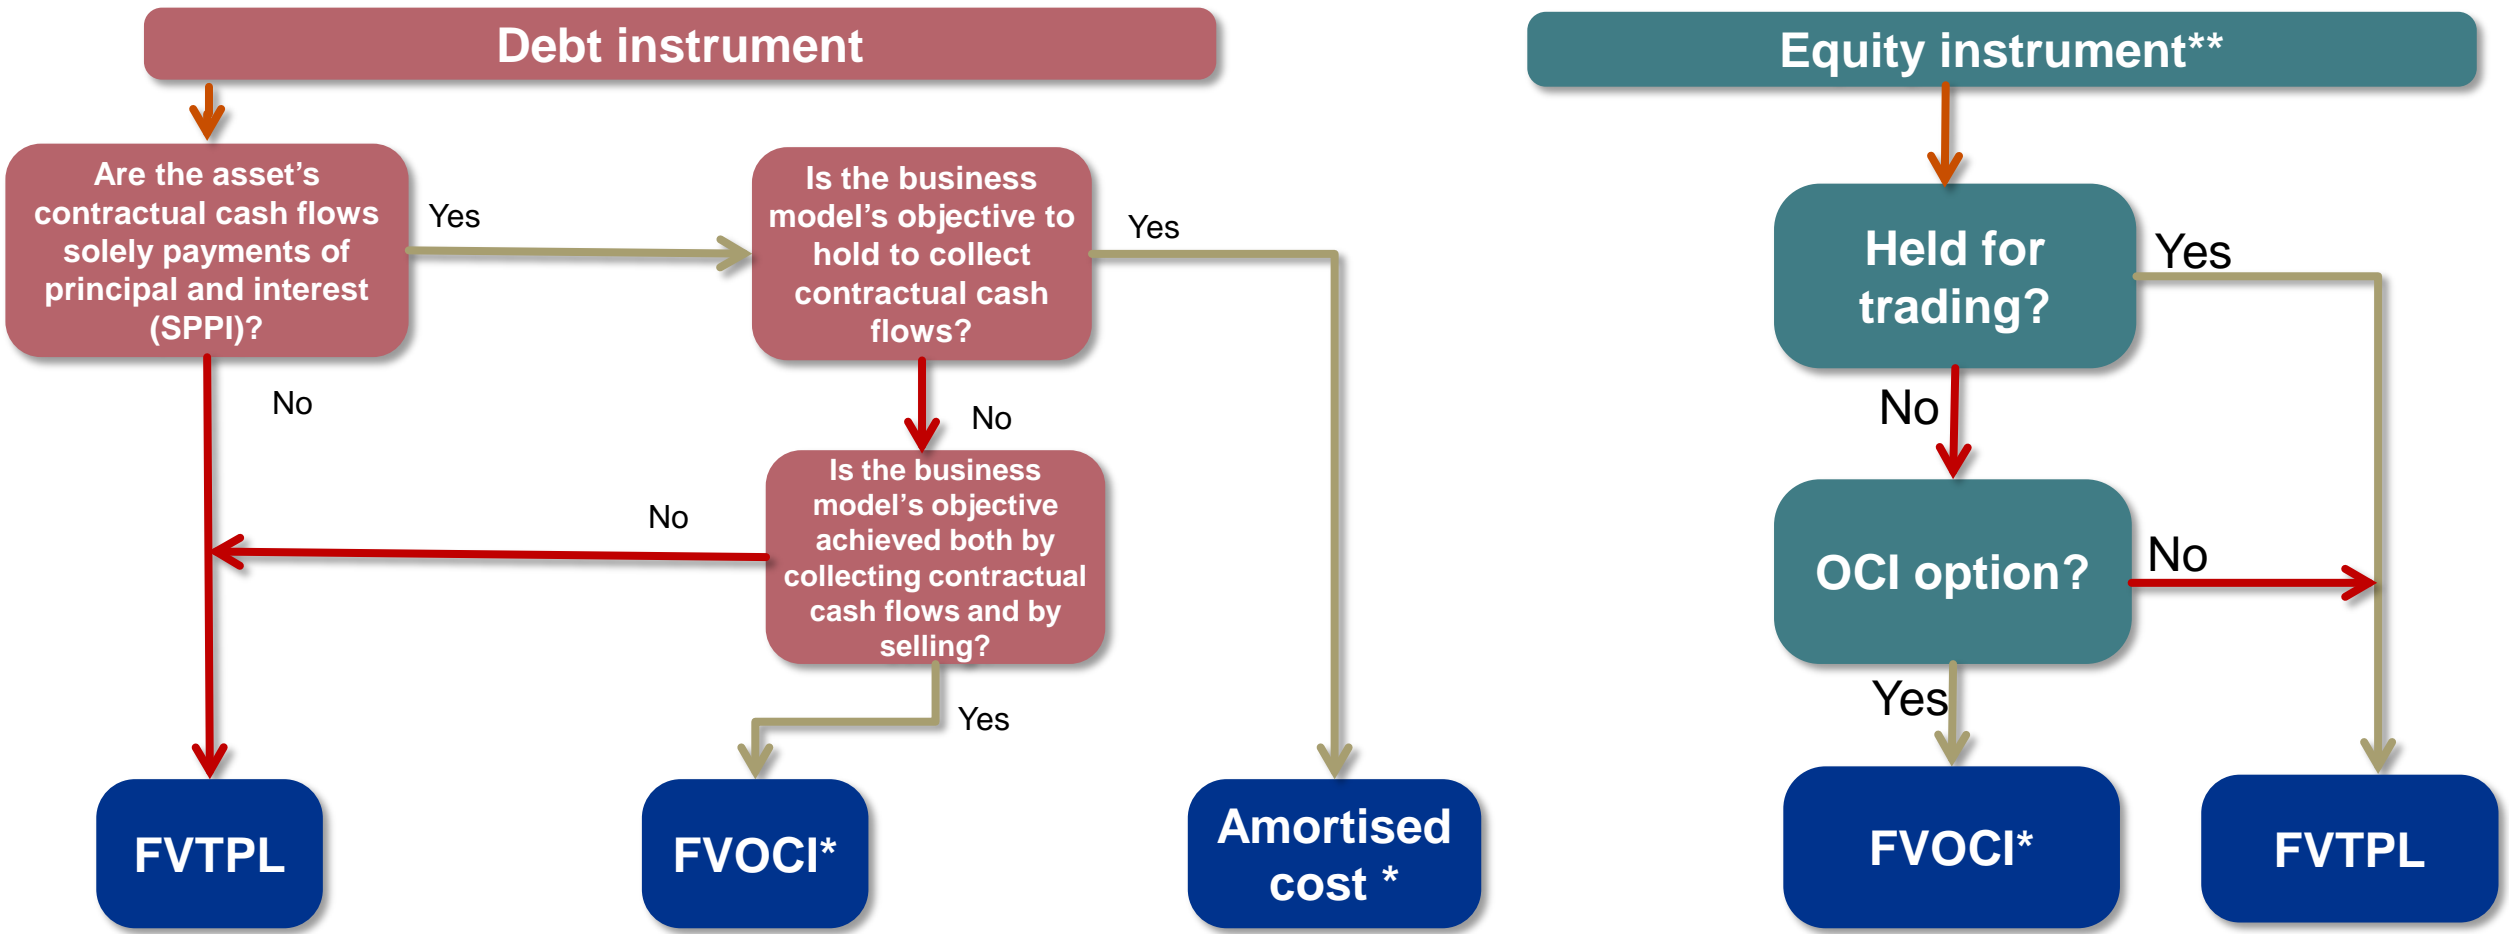 Debt instrument
Are the asset’s
contractual cash flows
solely payments of
principal and interest
(SPPI)?
Yes
Is the business
model’s objective to
hold to collect
contractual cash
flows?
Yes
No
No
Is the business
model’s objective
achieved both by
collecting contractual
cash flows and by
selling?
No
Yes
FVTPL
FVOCI*
Amortised
cost *
Equity instrument**
Held for
trading?
Yes
No
OCI option?
No
Yes
FVOCI*
FVTPL